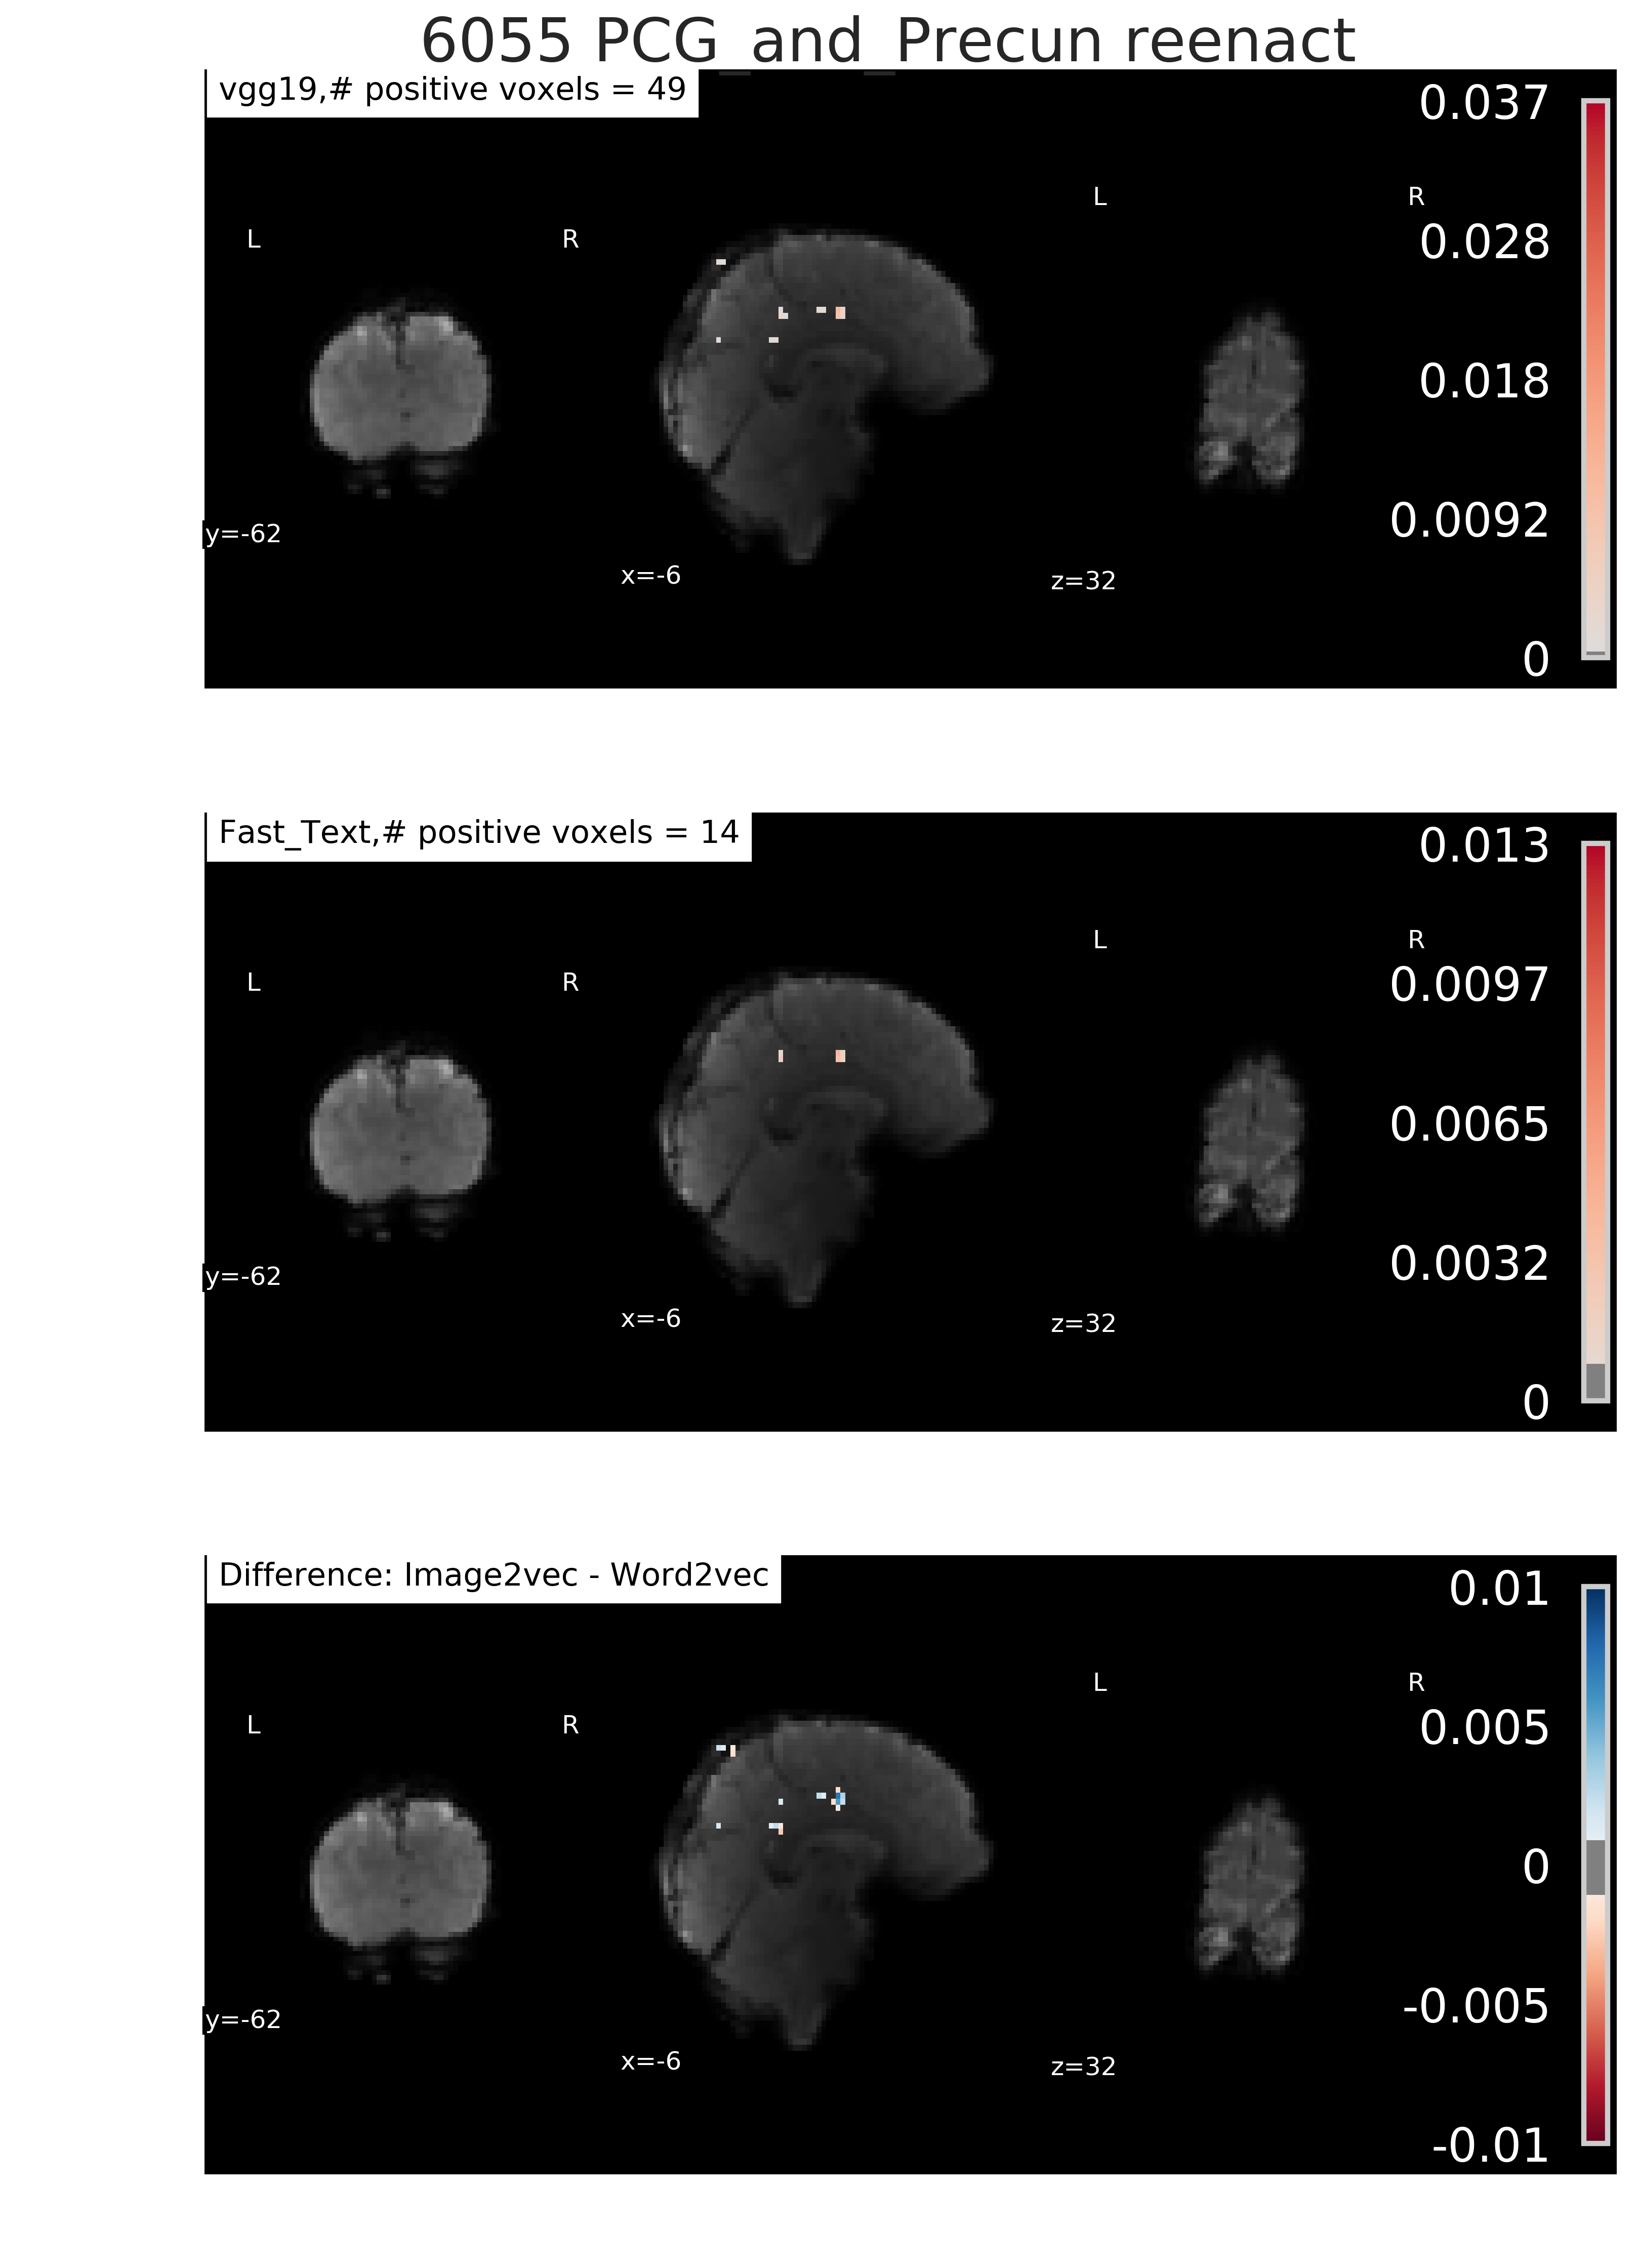 6055 PCG_and_Precun reenact
vgg19,# positive voxels = 49
0.037
L R
L R
0.028
0.018
0.0092
y=-62
x=-6
z=32
0
Fast_Text,# positive voxels = 14
0.013
L R
L R
0.0097
0.0065
0.0032
y=-62
x=-6
z=32
0
Difference: Image2vec - Word2vec
0.01
L R
L R
0.005
0
-0.005
y=-62
x=-6
z=32
-0.01